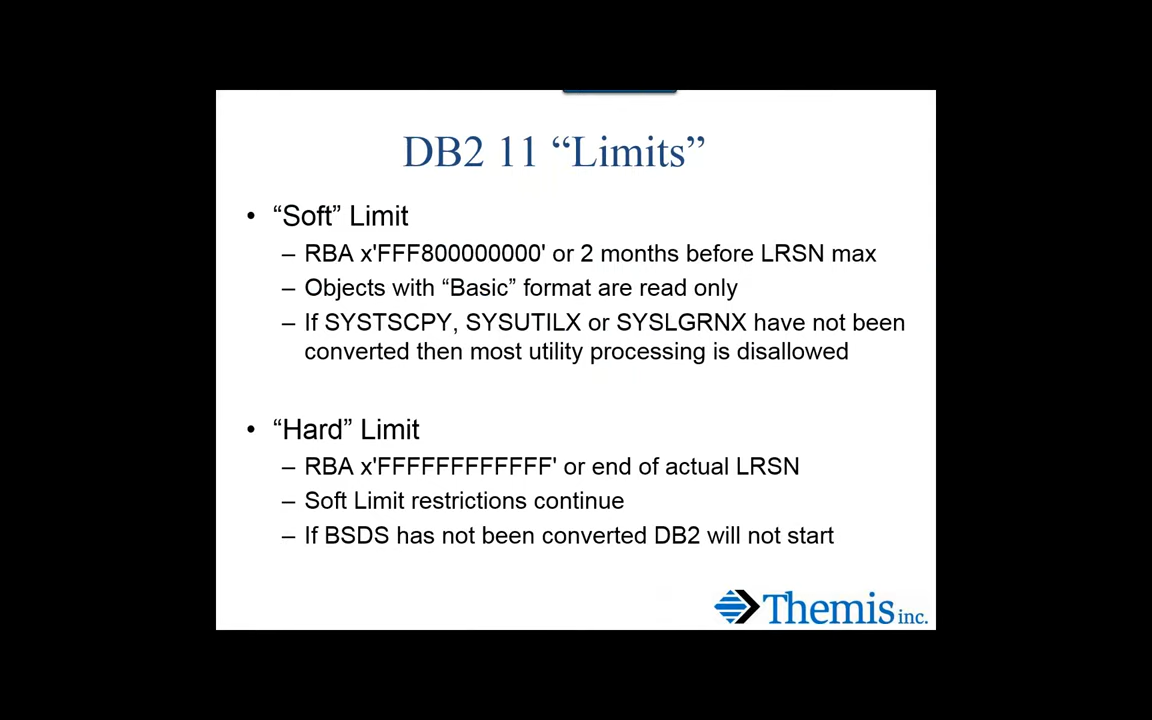 DB2 11 “Limits”
• “Soft” Limit
– RBA x'FFF800000000' or 2 months before LRSN max
– Objects with “Basic” format are read only
– If SYSTSCPY, SYSUTILX or SYSLGRNX have not been
converted then most utility processing is disallowed
• “Hard” Limit
– RBA x'FFFFFFFFFFFF' or end of actual LRSN
– Soft Limit restrictions continue
– If BSDS has not been converted DB2 will not start
Themis inc.